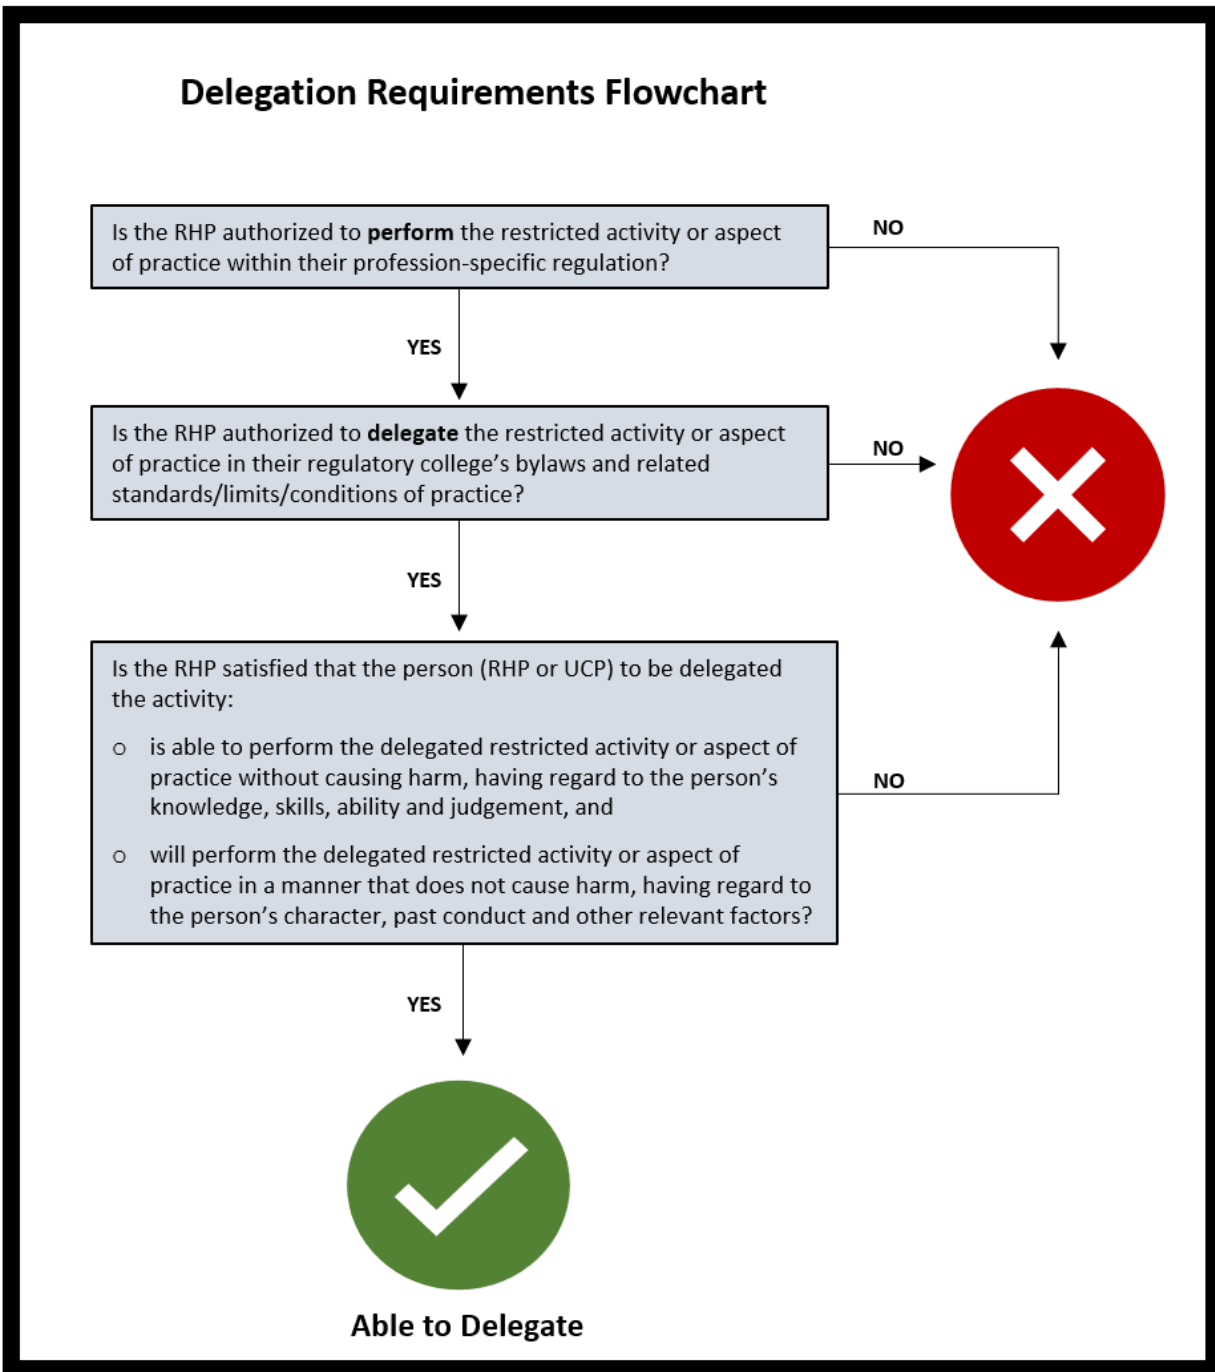 Delegation Requirements Flowchart
Is the RHP authorized to perform the restricted activity or aspect
of practice within their profession-specific regulation?
NO
YES
Is the RHP authorized to delegate the restricted activity or aspect
of practice in their regulatory college's bylaws and related
standards/limits/conditions of practice?
NO
YES
Is the RHP satisfied that the person (RHP or UCP) to be delegated
the activity:
o is able to perform the delegated restricted activity or aspect of
practice without causing harm, having regard to the person's
knowledge, skills, ability and judgement, and
o will perform the delegated restricted activity or aspect of
practice in a manner that does not cause harm, having regard to
the person's character, past conduct and other relevant factors?
NO
YES
Able to Delegate